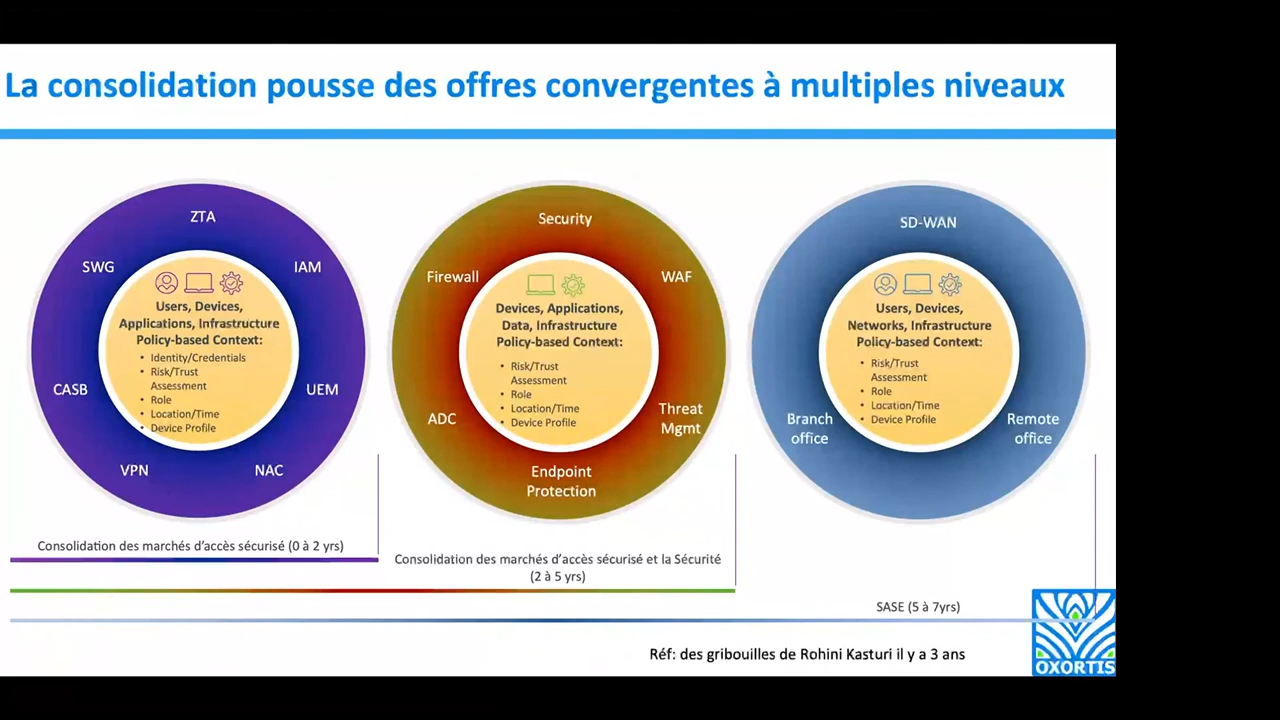 La consolidation pousse des offres convergentes à multiples niveaux
ZTA
SWG
IAM
CASB
UEM
VPN
NAC
Users, Devices,
Applications, Infrastructure
Policy-based Context:
• Identity/Credentials
• Risk/Trust
Assessment
• Role
• Location/Time
• Device Profile
Security
Firewall
WAF
ADC
Threat
Mgmt
Endpoint
Protection
Devices, Applications,
Data, Infrastructure
Policy-based Context:
• Risk/Trust
Assessment
• Role
• Location/Time
• Device Profile
SD-WAN
Branch
office
Remote
office
Users, Devices,
Networks, Infrastructure
Policy-based Context:
• Risk/Trust
Assessment
• Role
• Location/Time
• Device Profile
Consolidation des marchés d'accès sécurisé (0 à 2 yrs)
Consolidation des marchés d'accès sécurisé et la Sécurité
(2 à 5 yrs)
SASE (5 à 7yrs)
Réf: des gribouilles de Rohini Kasturi il y a 3 ans
OXORTIS